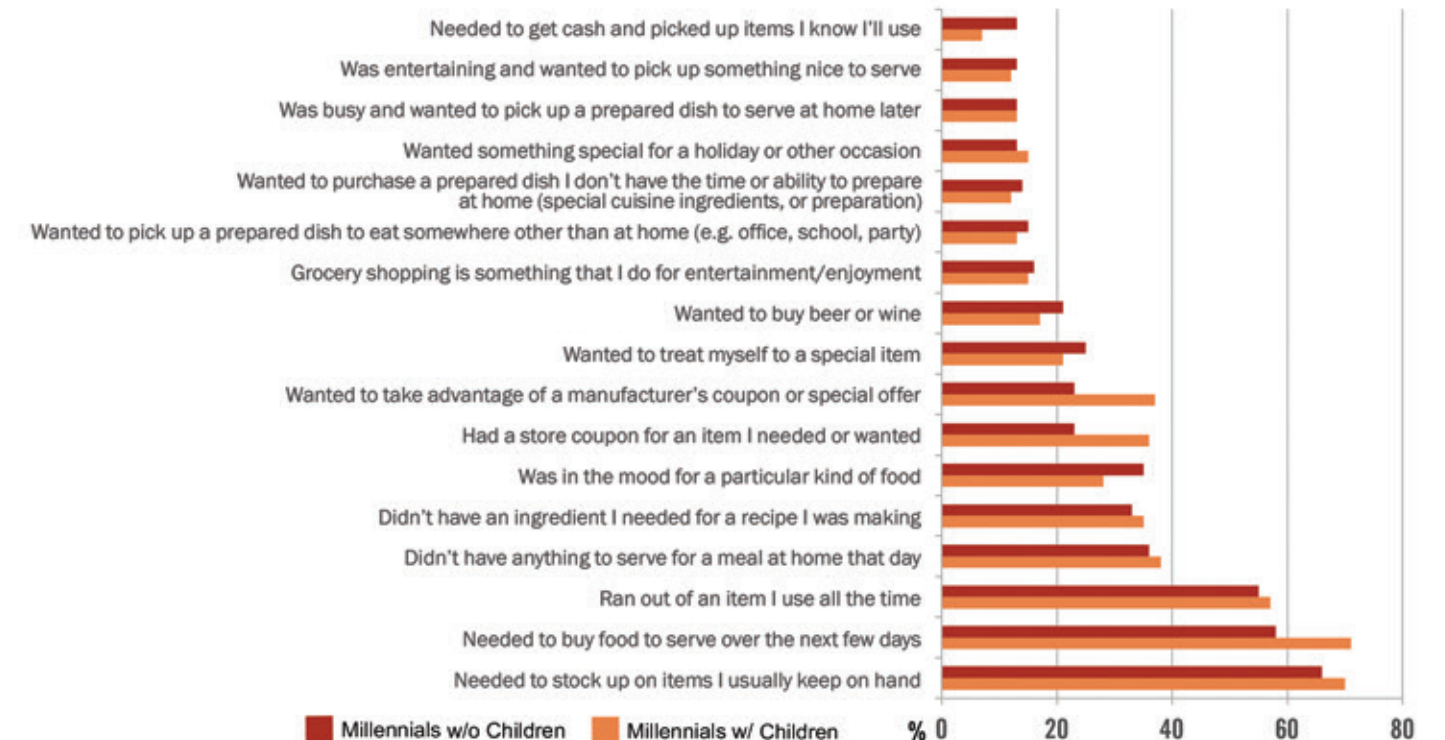 Needed to get cash and picked up items I know I'll use
Was entertaining and wanted to pick up something nice to serve
Was busy and wanted to pick up a prepared dish to serve at home later
Wanted something special for a holiday or other occasion
Wanted to purchase a prepared dish I don't have the time or ability to prepare
at home (special cuisine ingredients, or preparation)
Wanted to pick up a prepared dish to eat somewhere other than at home (e.g. office, school, party)
Grocery shopping is something that I do for entertainment/enjoyment
Wanted to buy beer or wine
Wanted to treat myself to a special item
Wanted to take advantage of a manufacturer's coupon or special offer
Had a store coupon for an item I needed or wanted
Was in the mood for a particular kind of food
Didn't have an ingredient I needed for a recipe I was making
Didn't have anything to serve for a meal at home that day
Ran out of an item I use all the time
Needed to buy food to serve over the next few days
Needed to stock up on items I usually keep on hand
Millennials w/o Children Millennials w/ Children % 0 20 40 60 80